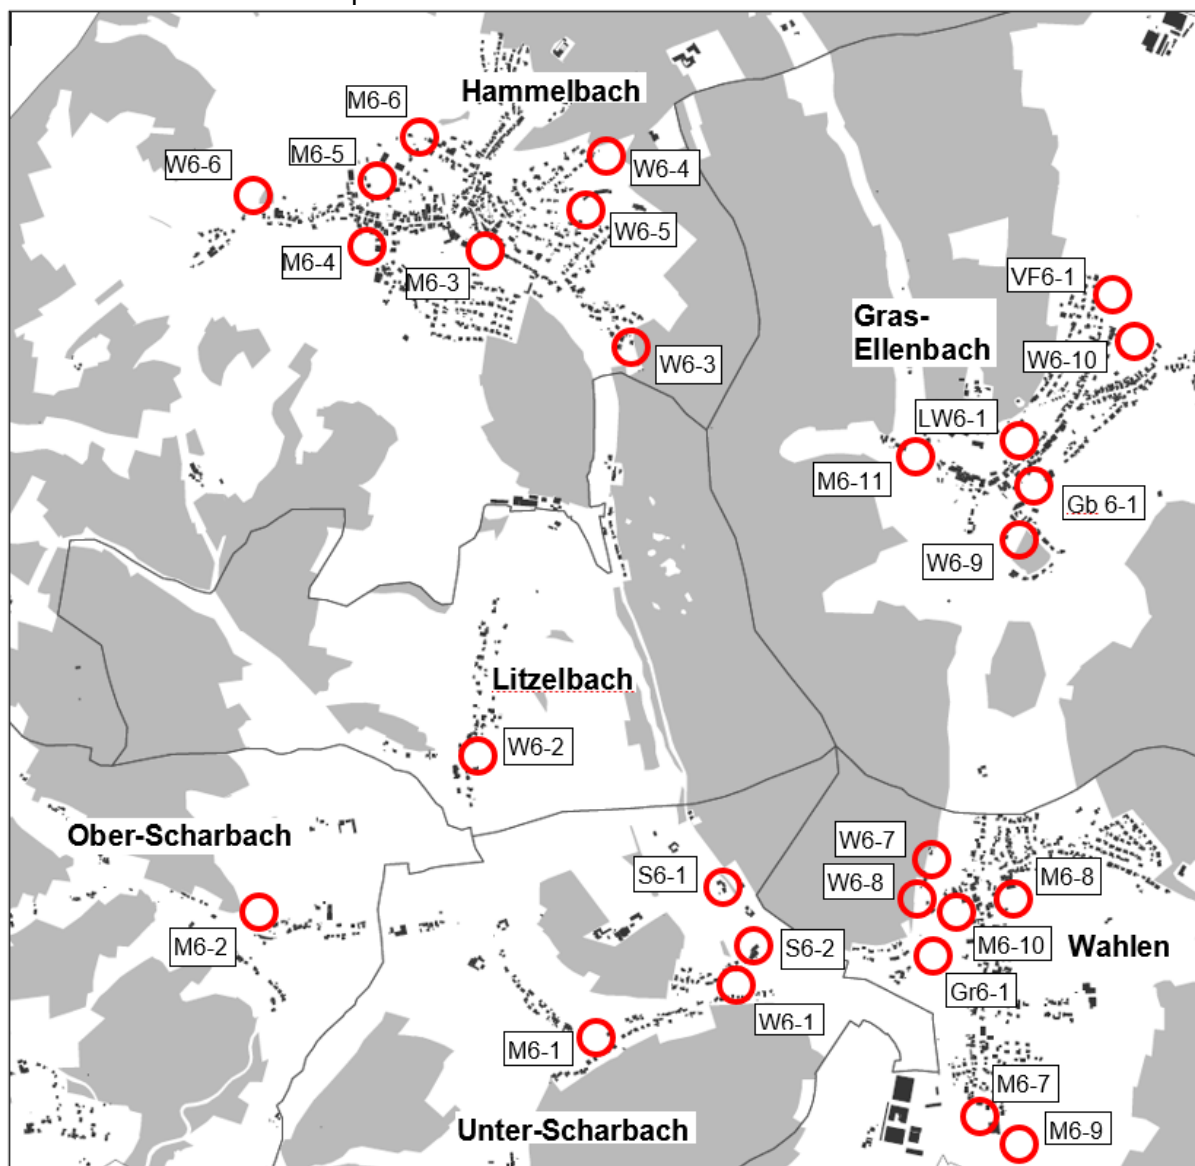 Hammelbach
M6-6
M6-5
W6-6
W6-4
W6-5
M6-4
M6-3
W6-3
VF6-1
Gras-
Ellenbach
W6-10
LW6-1
M6-11
Gb 6-1
W6-9
Litzelbach
W6-2
Ober-Scharbach
W6-7
S6-1
W6-8
M6-8
M6-2
S6-2
M6-10
Wahlen
Gr6-1
W6-1
M6-1
M6-7
Unter-Scharbach
M6-9